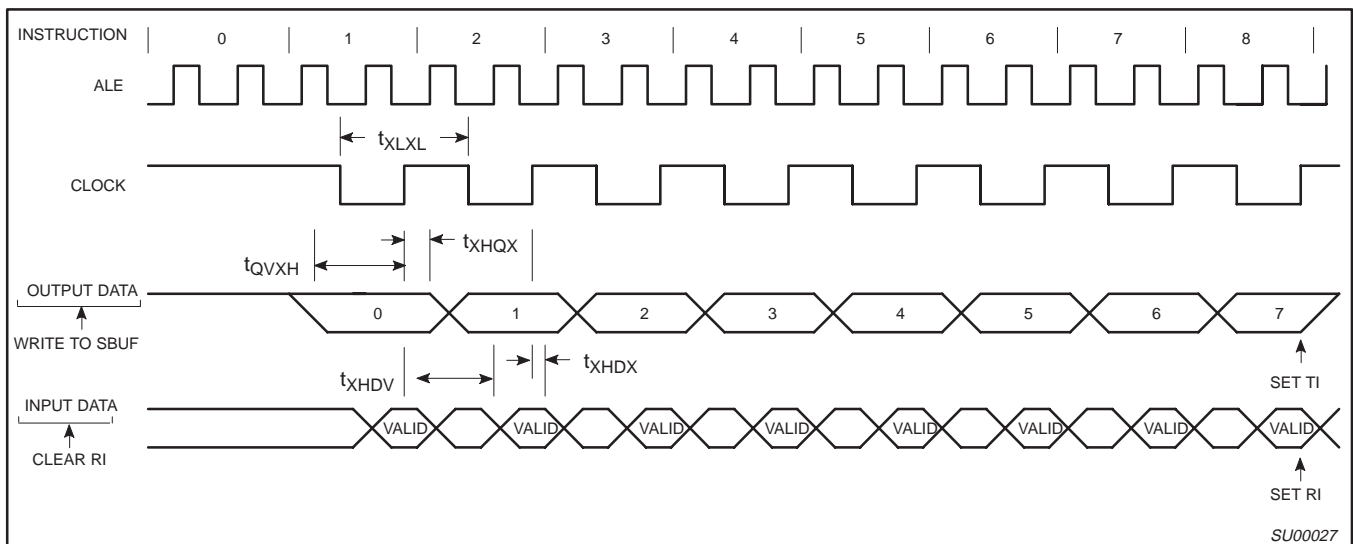 INSTRUCTION 0 1 2 3 4 5 6 7 8
ALE
tXLXL
CLOCK
tXHQX
tQVXH
OUTPUT DATA
0 1 2 3 4 5 6 7
WRITE TO SBUF
tXHDX
tXHDV
SET TI
INPUT DATA
VALID VALID VALID VALID VALID VALID VALID VALID
CLEAR RI
SET RI
SU00027